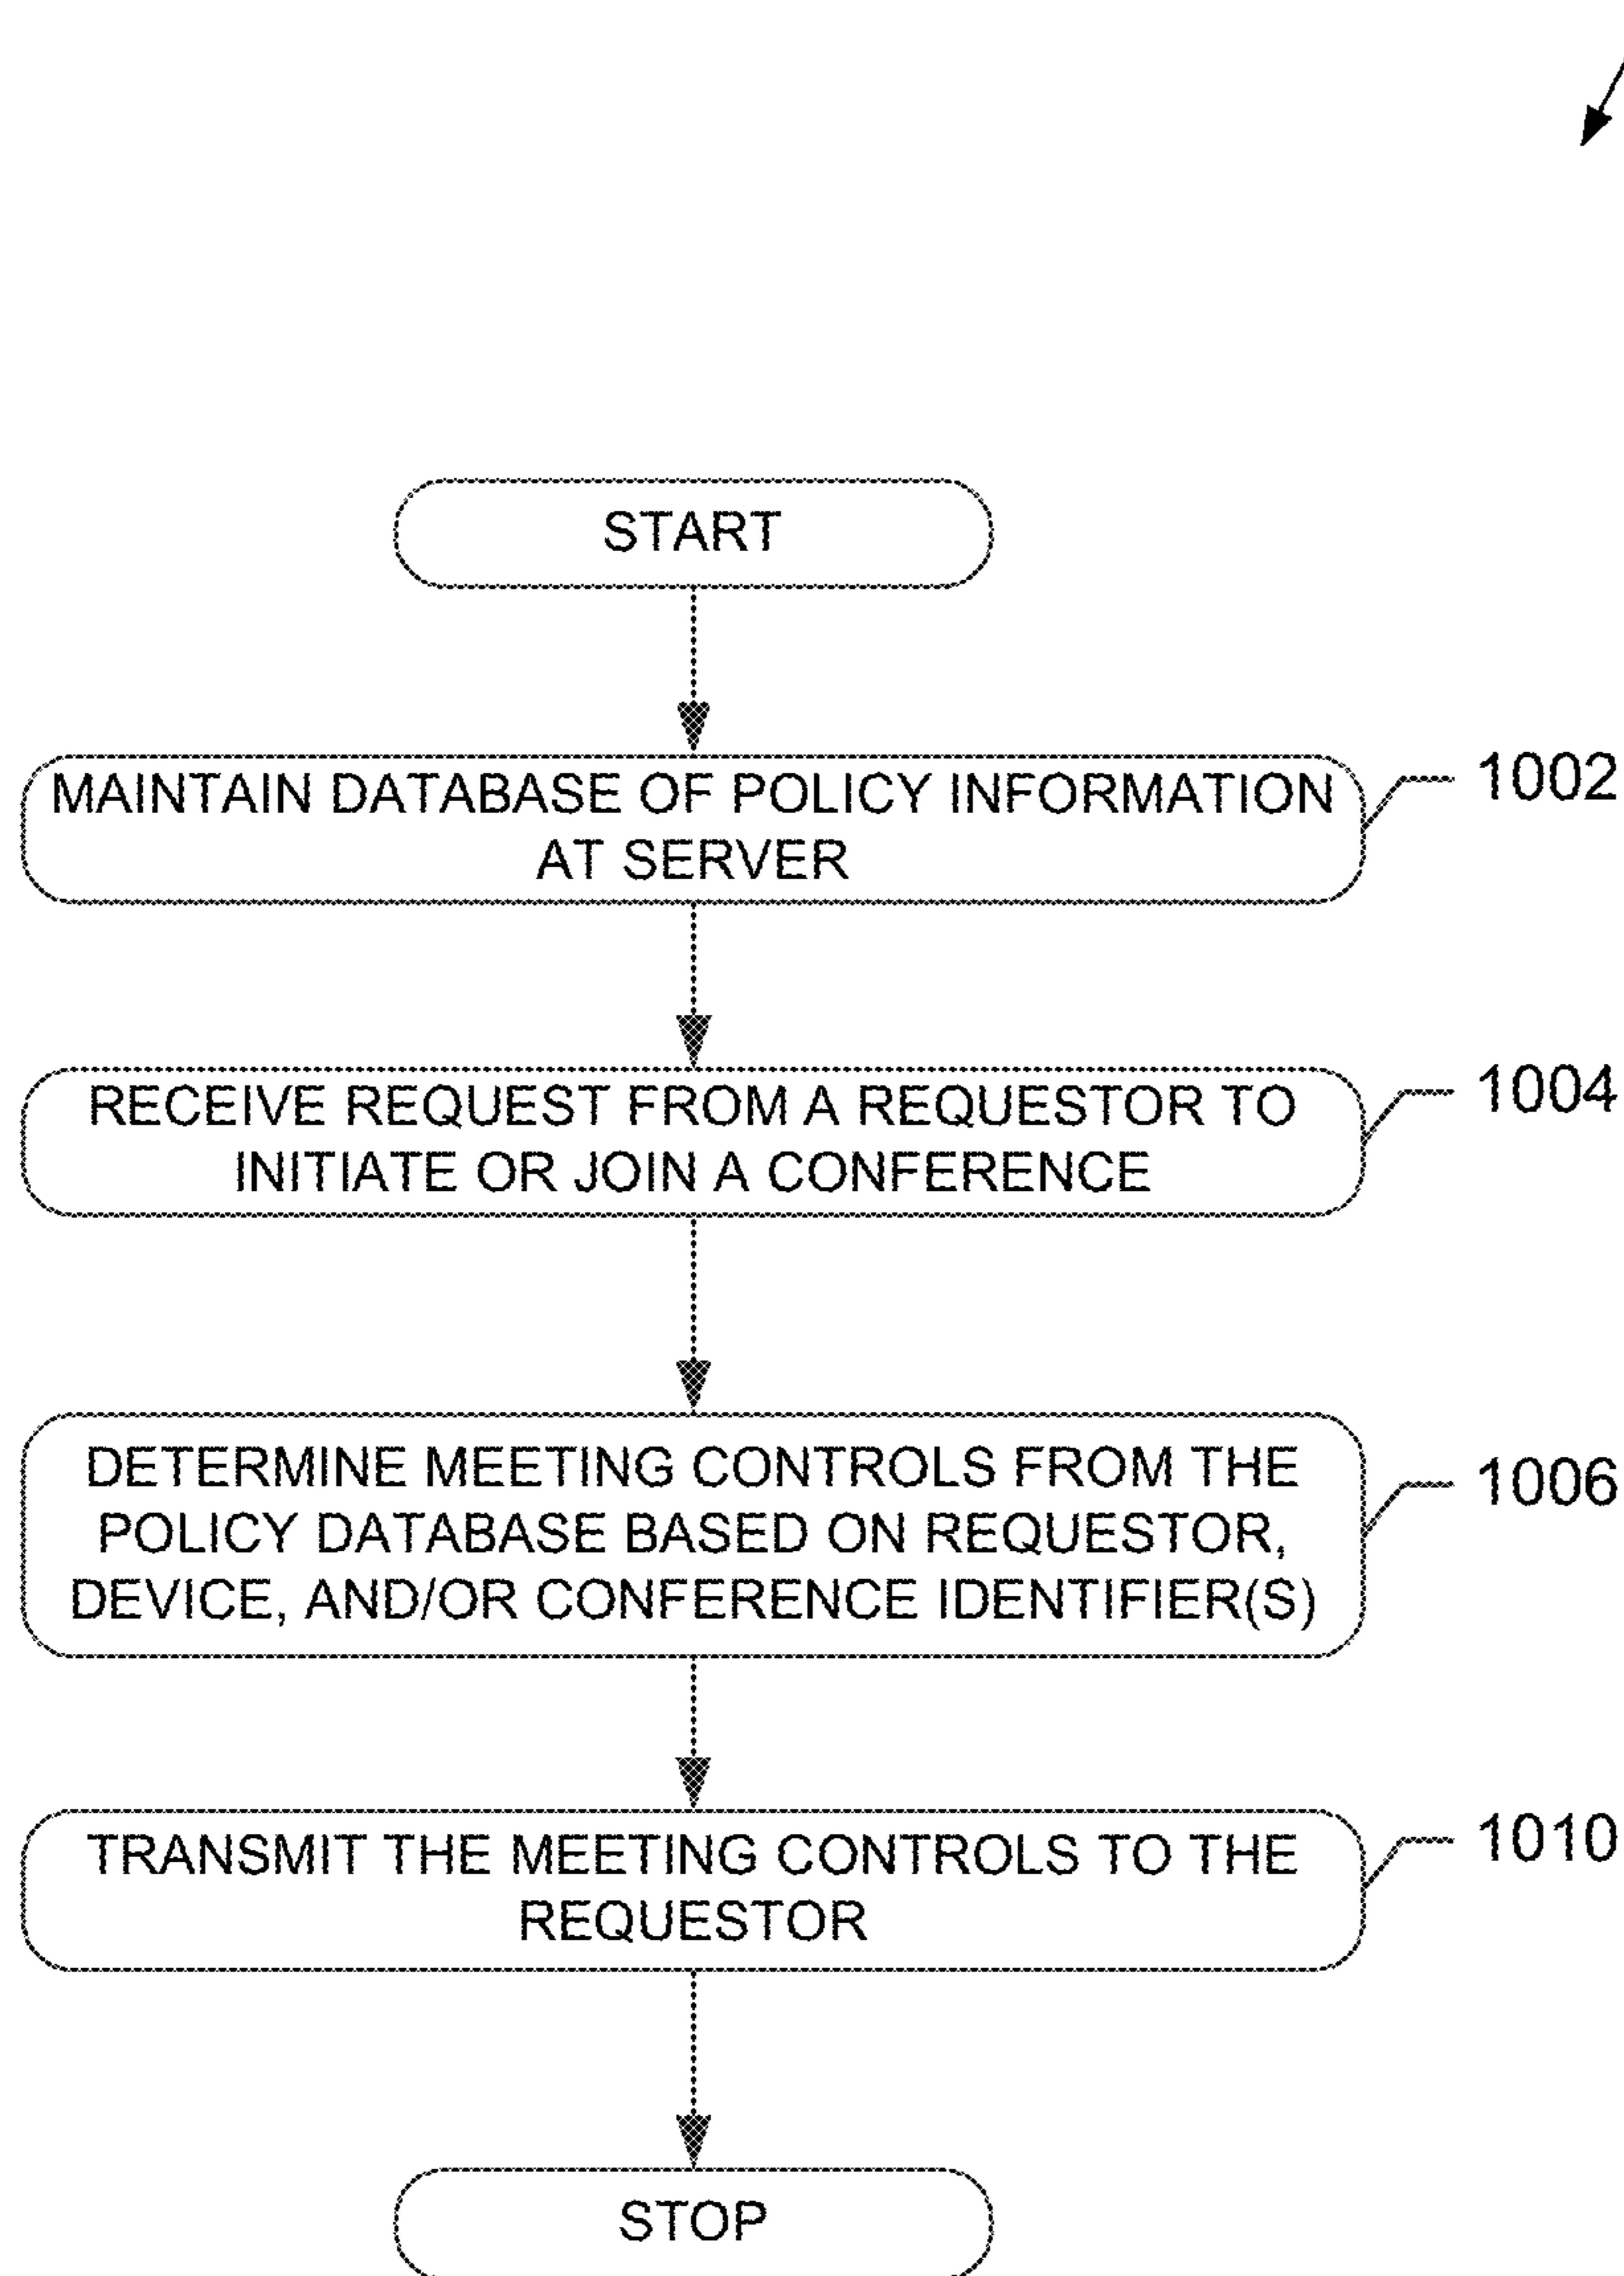 START
MAINTAIN DATABASE OF POLICY INFORMATION
AT SERVER
1002
RECEIVE REQUEST FROM A REQUESTOR TO
INITIATE OR JOIN A CONFERENCE
1004
DETERMINE MEETING CONTROLS FROM THE
POLICY DATABASE BASED ON REQUESTOR,
DEVICE, AND/OR CONFERENCE IDENTIFIER(S)
1006
TRANSMIT THE MEETING CONTROLS TO THE
REQUESTOR
1010
STOP